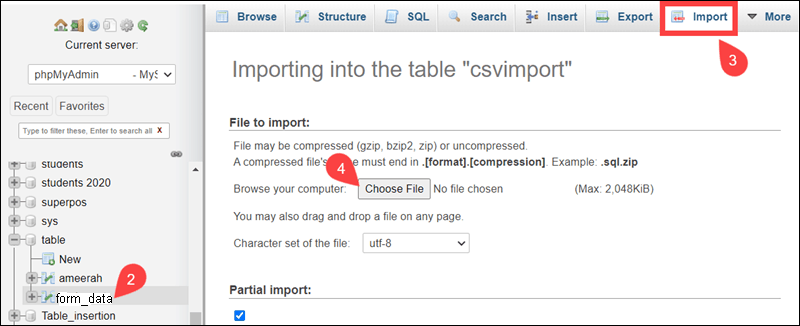 Browse Structure SQL Search Insert Export Import More
3
Current server:
phpMyAdmin - MyS
Recent Favorites
Type to filter these, Enter to search all X
students
students 2020
superpos
sys
table
New
ameerah
form_data
2
Table_insertion
Importing into the table "csvimport"
File to import:
File may be compressed (gzip, bzip2, zip) or uncompressed.
A compressed file's e must end in .[format].[compression]. Example: .sql.zip
4
Browse your computer: Choose File No file chosen (Max: 2,048KiB)
You may also drag and drop a file on any page.
Character set of the file: utf-8
Partial import: